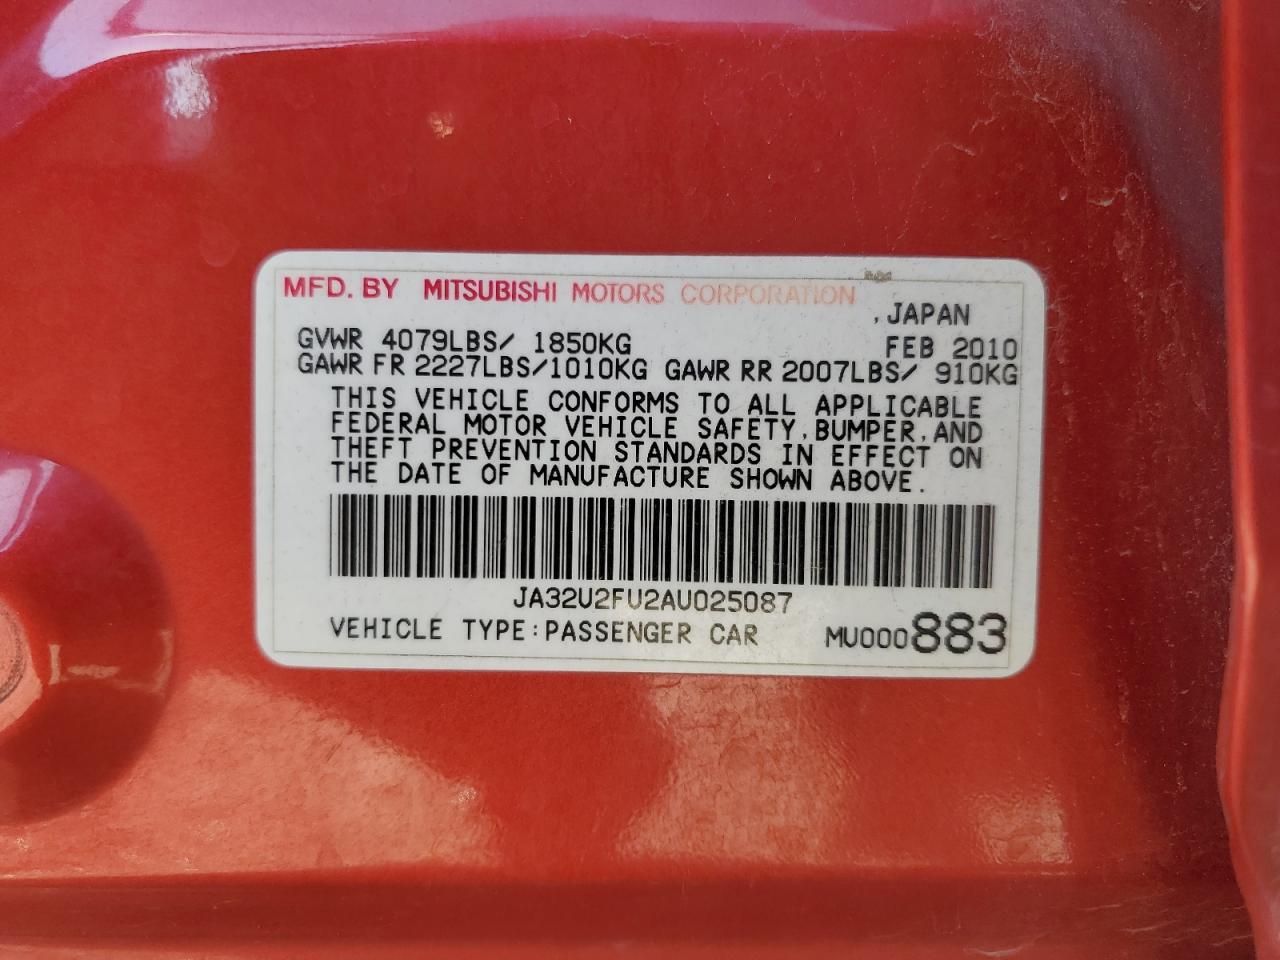 MFD. BY MITSUBISHI MOTORS CORPORATION
, JAPAN
GVWR 4079LBS/ 1850KG FEB 2010
GAWR FR 2227LBS/1010KG GAWR RR 2007LBS/ 910KG
THIS VEHICLE CONFORMS TO ALL APPLICABLE
FEDERAL MOTOR VEHICLE SAFETY, BUMPER, AND
THEFT PREVENTION STANDARDS IN EFFECT ON
THE DATE OF MANUFACTURE SHOWN ABOVE.
JA32U2FU2AU025087
VEHICLE TYPE:PASSENGER CAR MU000883